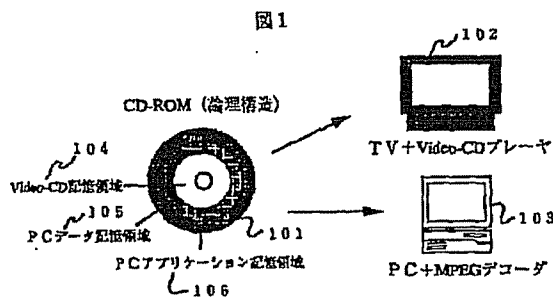 図1
102
CD-ROM (論理構造)
104
TV+Video-CDプレーヤ
Video-CD記憶領域
105
PCデータ記憶領域
101
103
PCアプリケーション記憶領域
106
PC+MPEGデコーダ